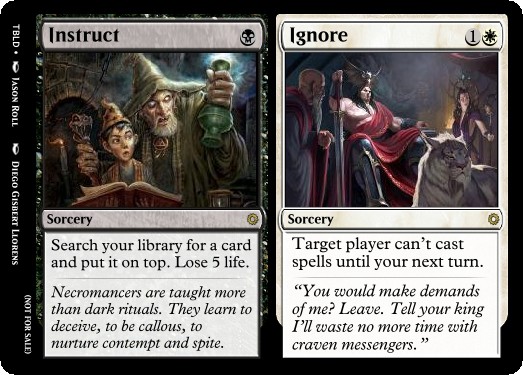 Instruct
Sorcery
Search your library for a card
and put it on top. Lose 5 life.
Necromancers are taught more
than dark rituals. They learn to
deceive, to be callous, to
nurture contempt and spite.
Ignore
1
Sorcery
Target player can't cast
spells until your next turn.
“You would make demands
of me? Leave. Tell your king
I'll waste no more time with
craven messengers.”
TBLD • Jason Roll Diego Gisbert Llorens (NOT FOR SALE)